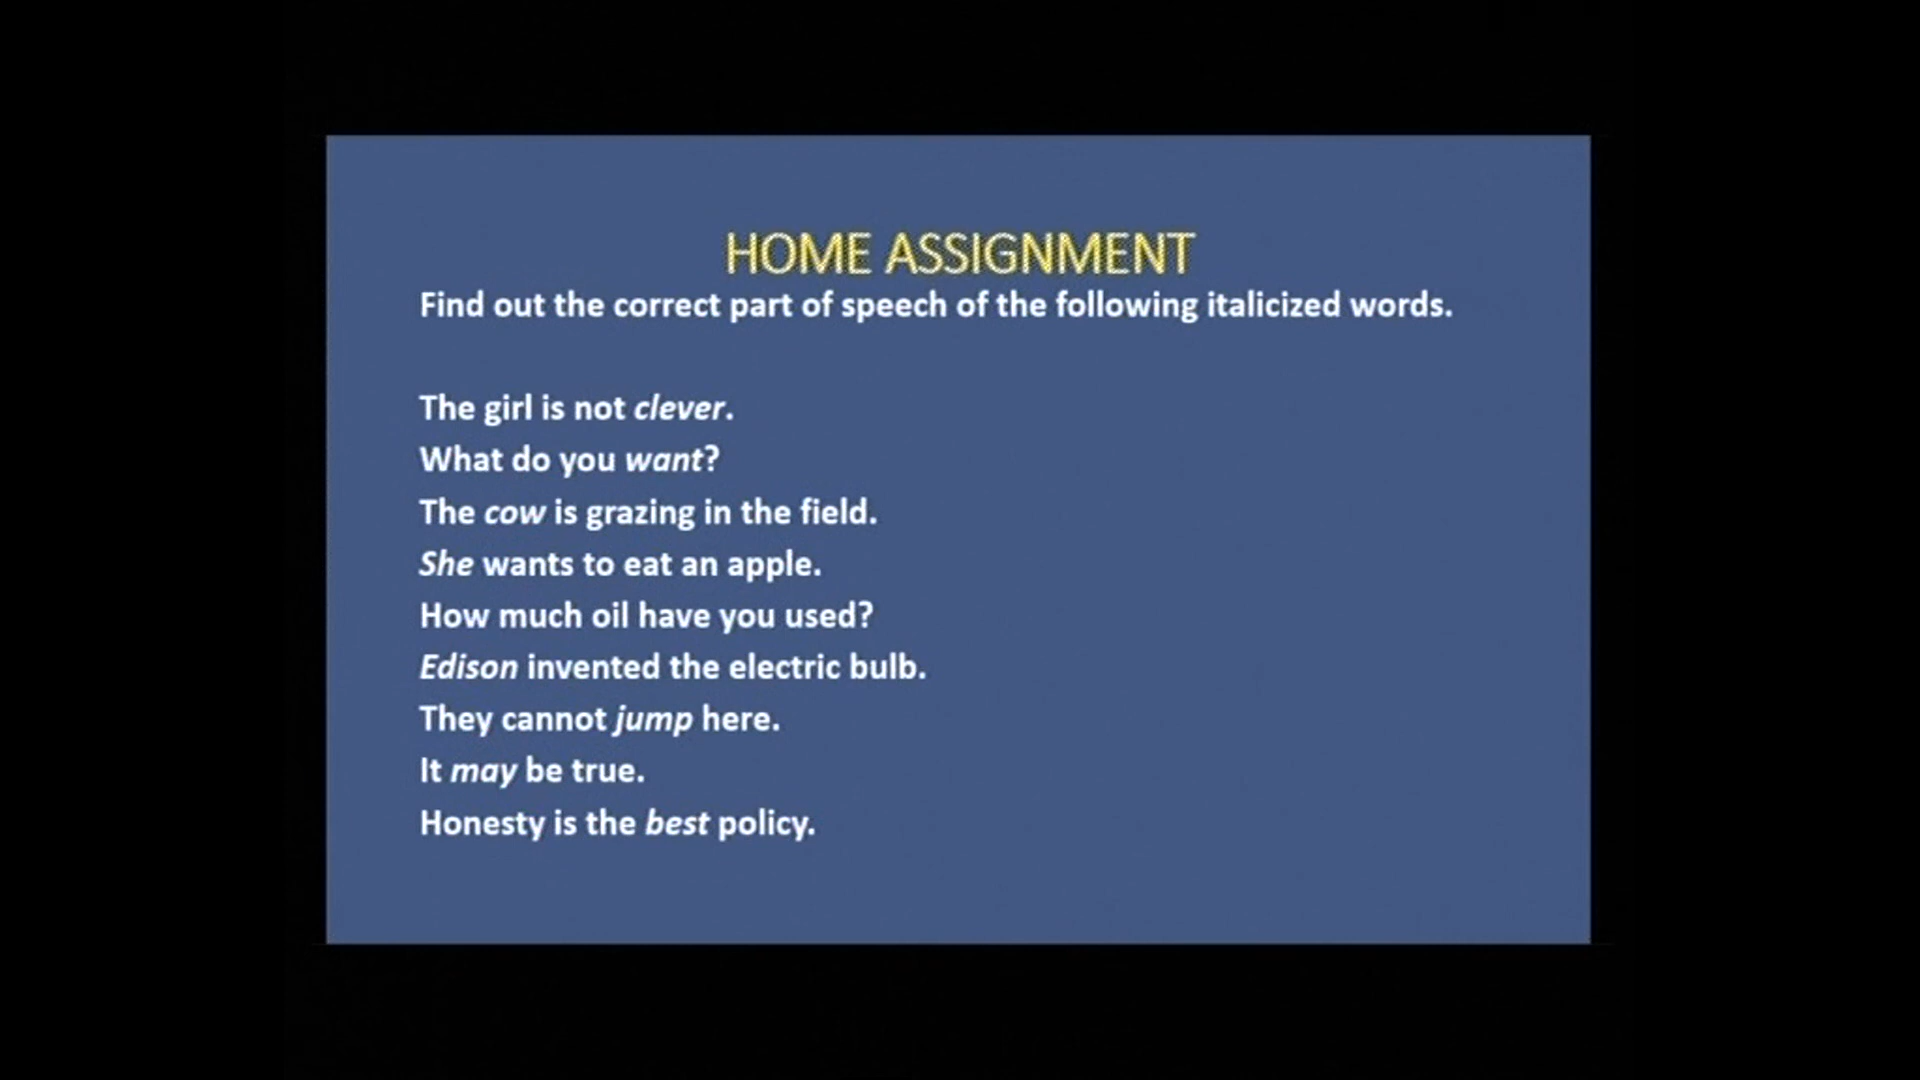 HOME ASSIGNMENT
Find out the correct part of speech of the following italicized words.
The girl is not clever.
What do you want?
The cow is grazing in the field.
She wants to eat an apple.
How much oil have you used?
Edison invented the electric bulb.
They cannot jump here.
It may be true.
Honesty is the best policy.